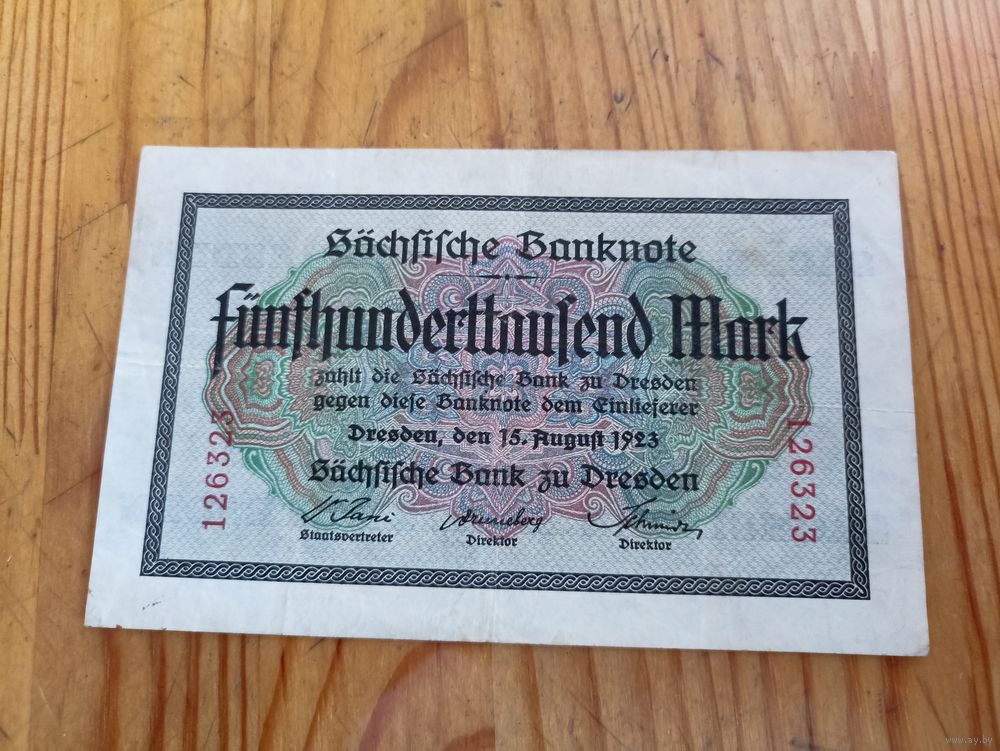 Sächsische Banknote
Fünfhunderttausend Mark
zahlt die Sächsische Bank zu Dresden
gegen diese Banknote dem Einlieferer
Dresden, den 15. August 1923
Sächsische Bank zu Dresden
Staatsvertreter
Direktor
Direktor
126323
126323
www.ay.by